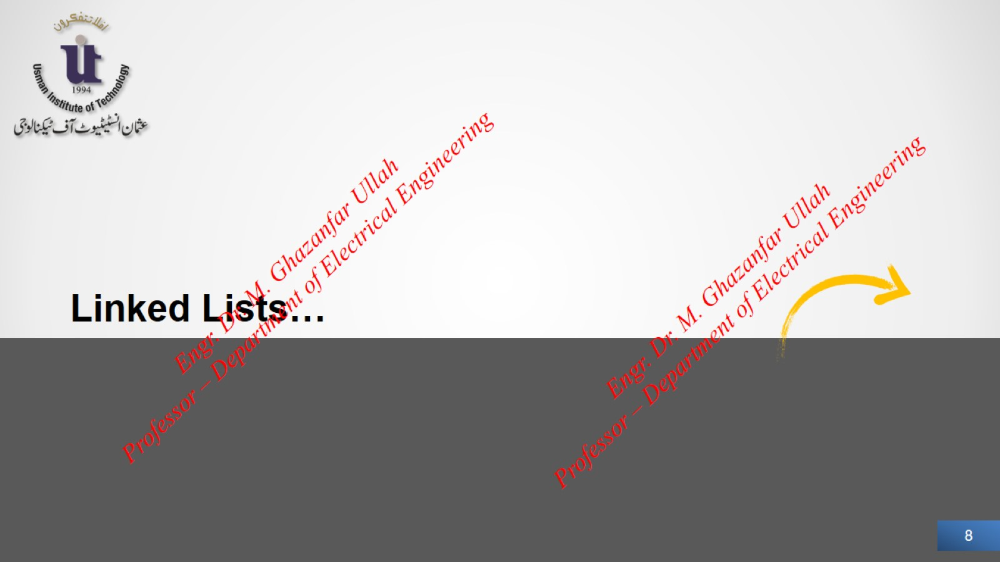 افلا تتفکرون
1994
Usman Institute of Technology
عثمان انسٹیٹیوٹ آف ٹیکنالوجی
Engr. Dr. M. Ghazanfar Ullah
Professor – Department of Electrical Engineering
Engr. Dr. M. Ghazanfar Ullah
Professor – Department of Electrical Engineering
Linked Lists…
8